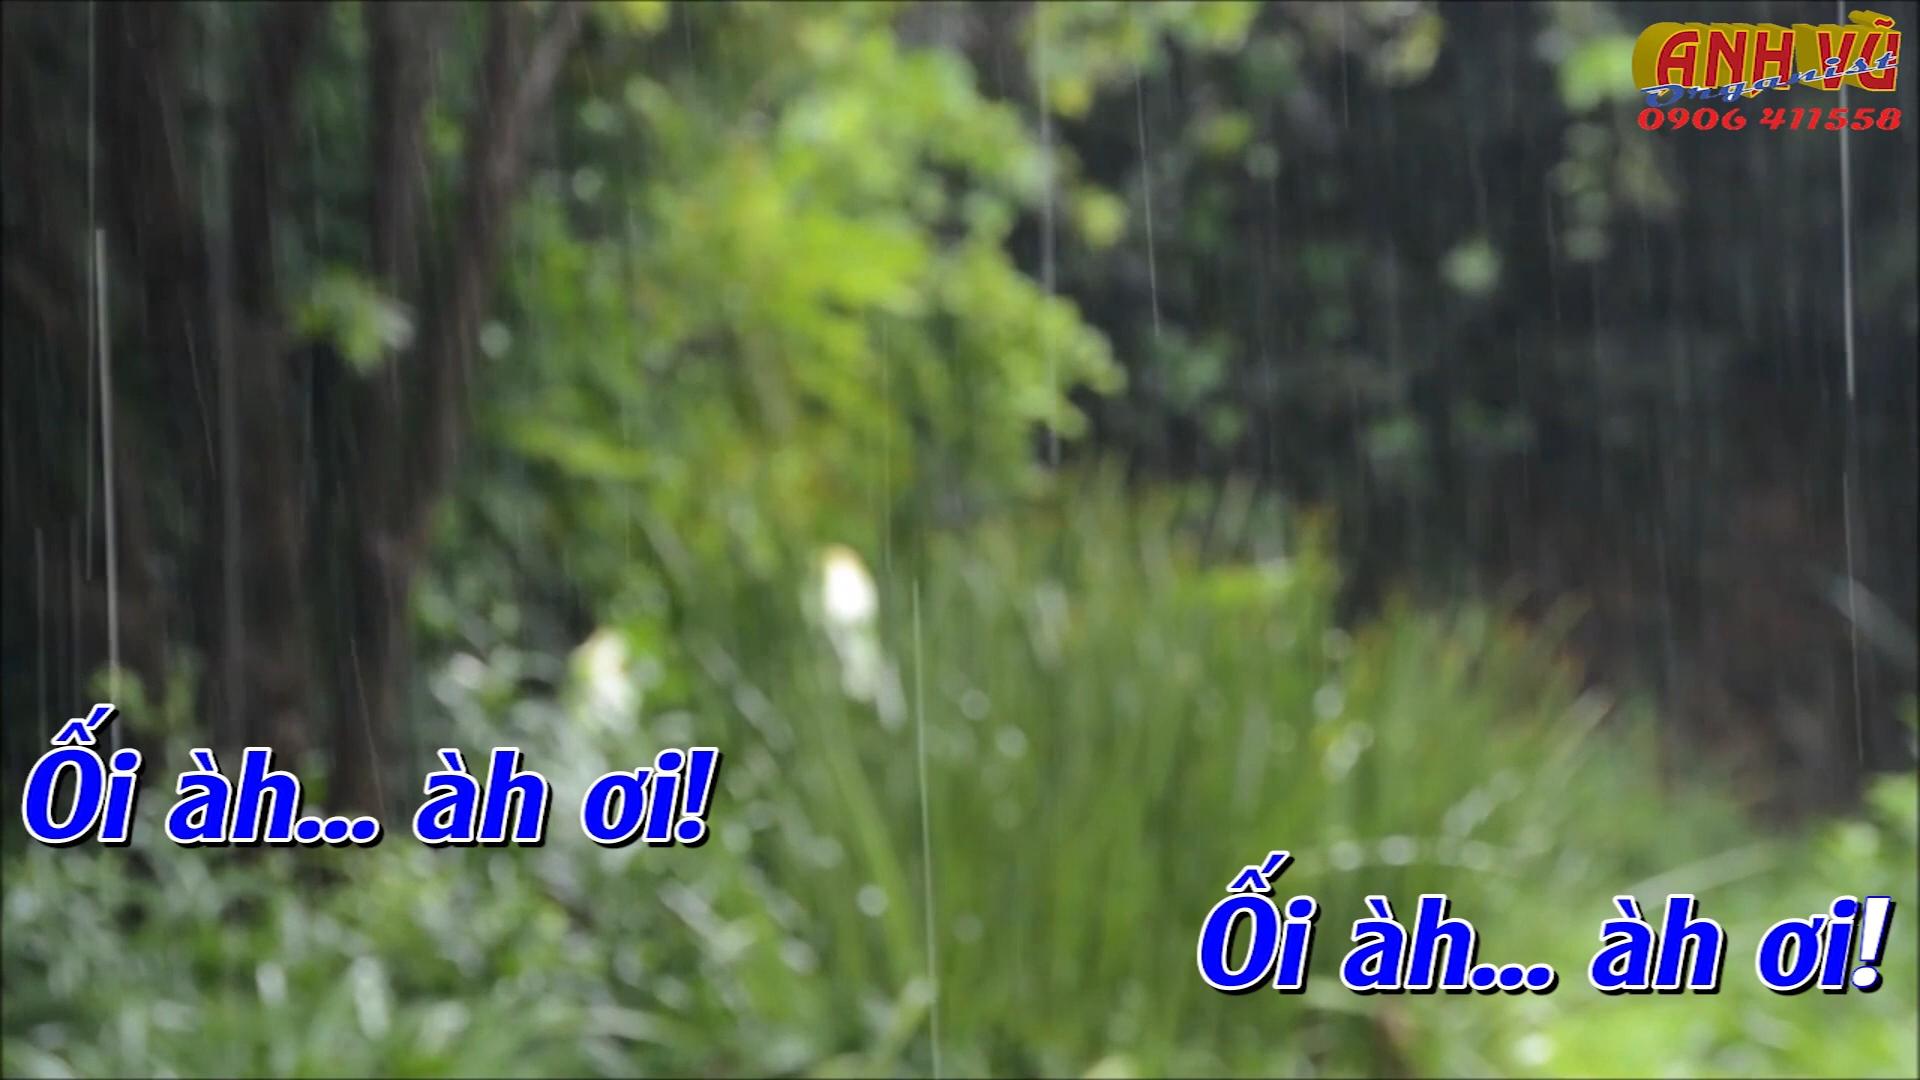 ANH VŨ
Organist
0906 411558
Ối àh... àh ơi!
Ối àh... àh ơi!